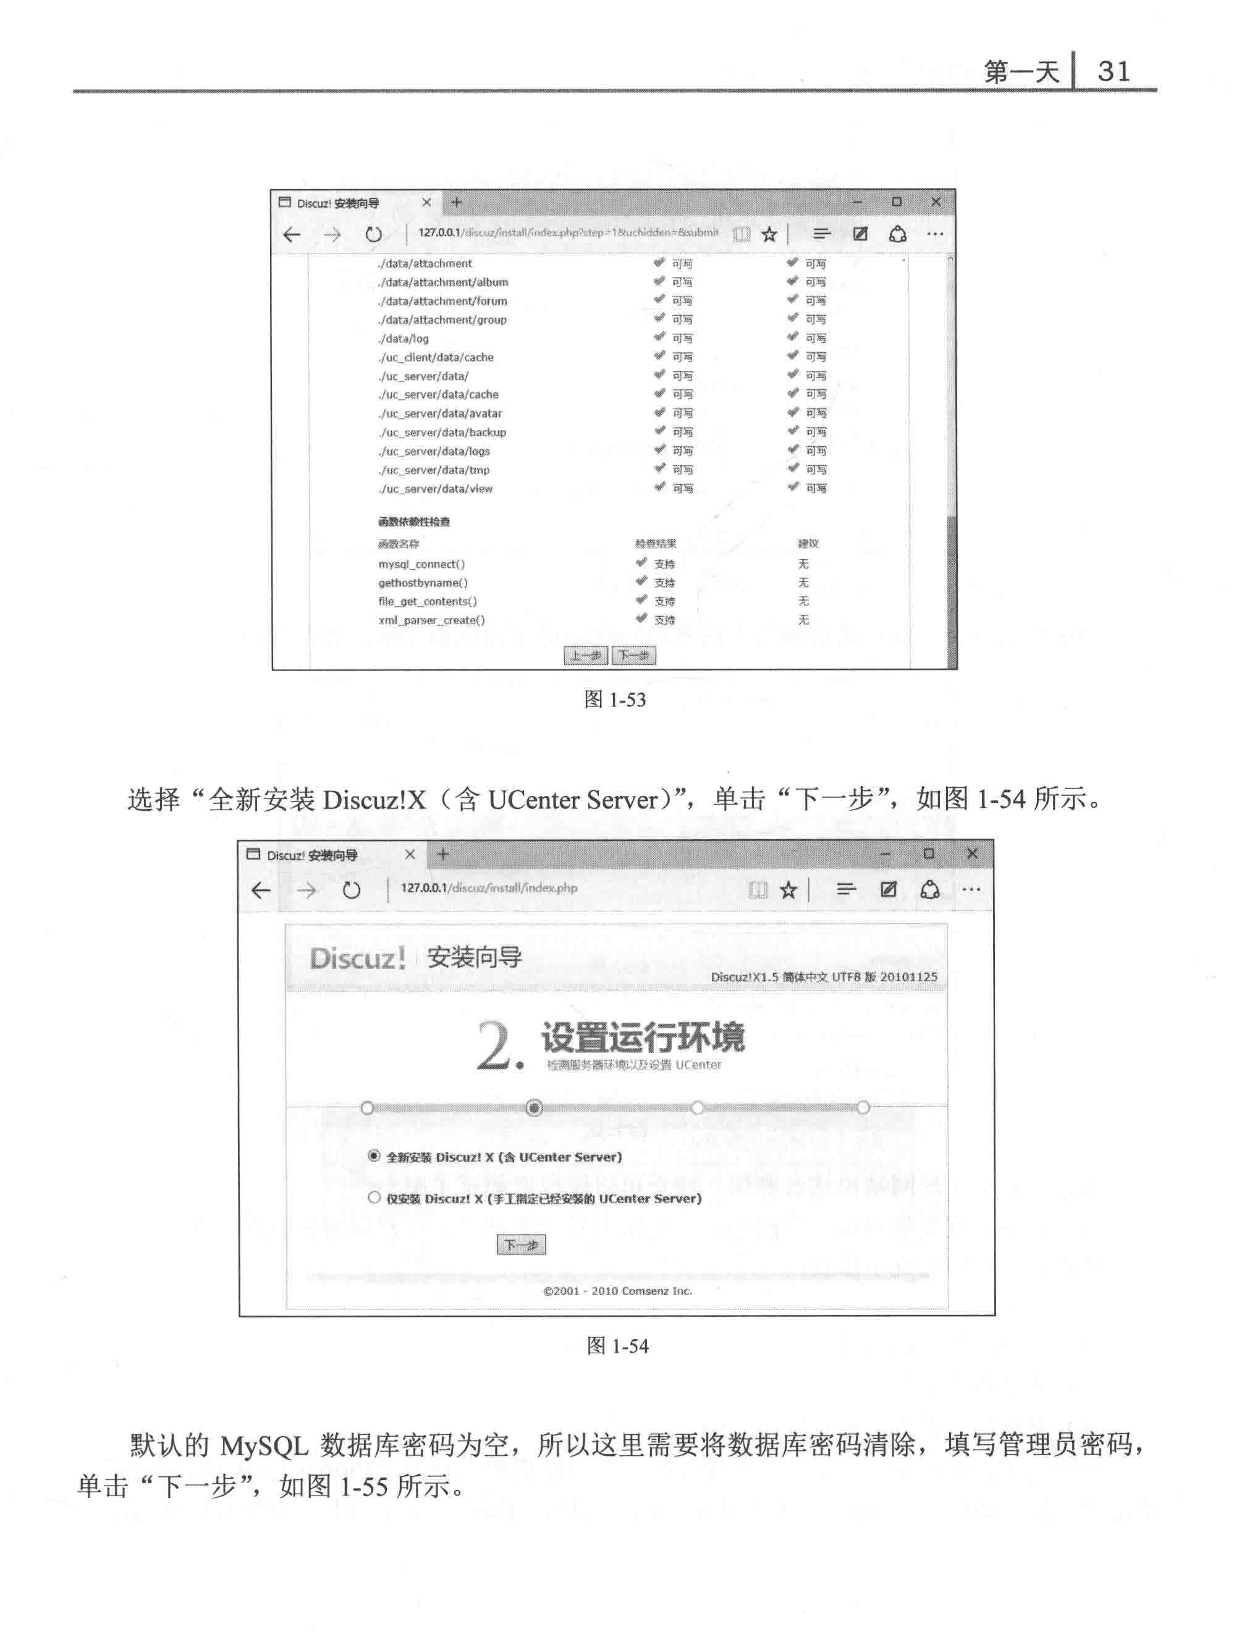 第一天 31
Discuz! 安装向导
127.0.0.1/discuz/install/index.php?step=1&uchidden=&submit
./data/attachment 可写 可写
./data/attachment/album 可写 可写
./data/attachment/forum 可写 可写
./data/attachment/group 可写 可写
./data/log 可写 可写
./uc_client/data/cache 可写 可写
./uc_server/data/ 可写 可写
./uc_server/data/cache 可写 可写
./uc_server/data/avatar 可写 可写
./uc_server/data/backup 可写 可写
./uc_server/data/logs 可写 可写
./uc_server/data/tmp 可写 可写
./uc_server/data/view 可写 可写
函数依赖性检查
函数名称 检查结果 建议
mysql_connect() 支持 无
gethostbyname() 支持 无
file_get_contents() 支持 无
xml_parser_create() 支持 无
上一步 下一步
图 1-53
选择“全新安装 Discuz!X（含 UCenter Server）”，单击“下一步”，如图 1-54 所示。
Discuz! 安装向导
127.0.0.1/discuz/install/index.php
Discuz! 安装向导
Discuz!X1.5 简体中文 UTF8 版 20101125
2. 设置运行环境
检测服务器环境以及设置 UCenter
全新安装 Discuz! X (含 UCenter Server)
仅安装 Discuz! X (手工指定已经安装的 UCenter Server)
下一步
©2001 - 2010 Comsenz Inc.
图 1-54
默认的 MySQL 数据库密码为空，所以这里需要将数据库密码清除，填写管理员密码，
单击“下一步”，如图 1-55 所示。